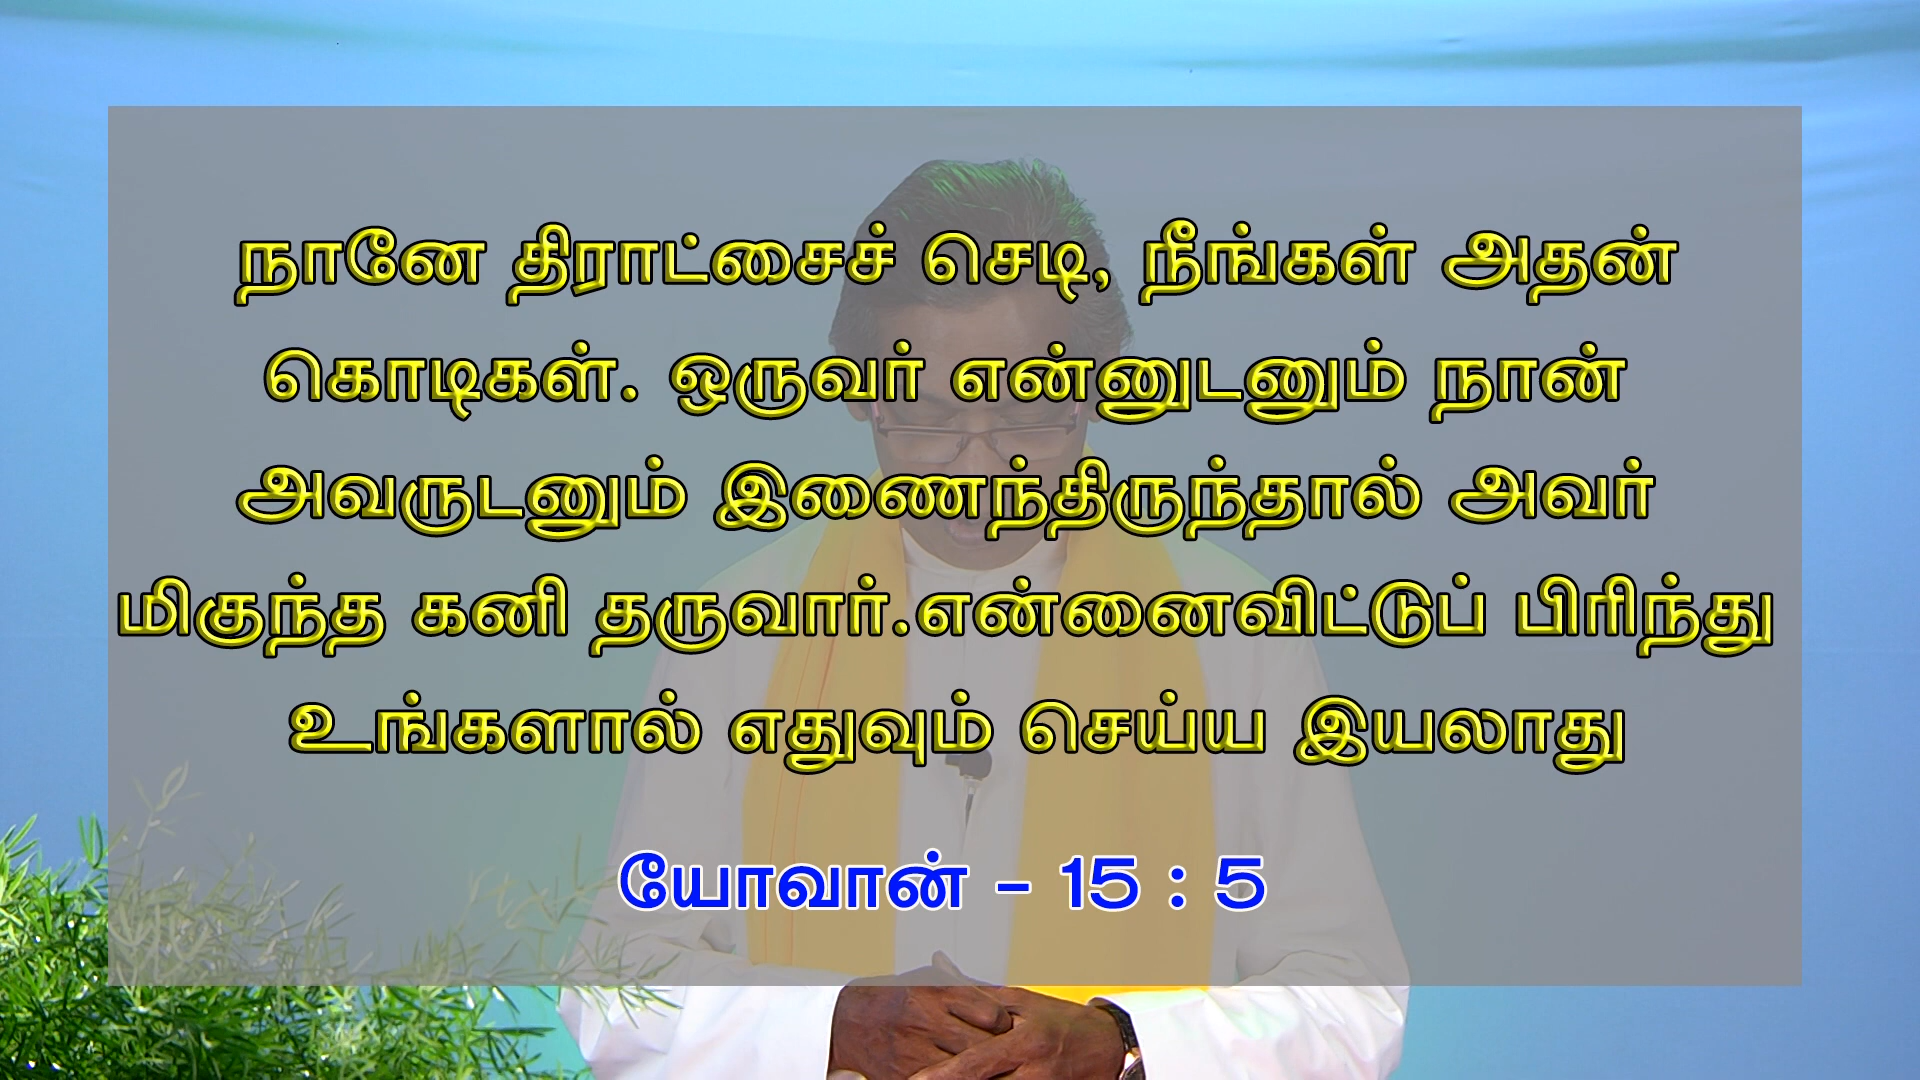 நானே திராட்சைச் செடி, நீங்கள் அதன்
கொடிகள். ஒருவர் என்னுடனும் நான்
அவருடனும் இணைந்திருந்தால் அவர்
மிகுந்த கனி தருவார்.என்னைவிட்டுப் பிரிந்து
உங்களால் எதுவும் செய்ய இயலாது
யோவான் - 15 : 5